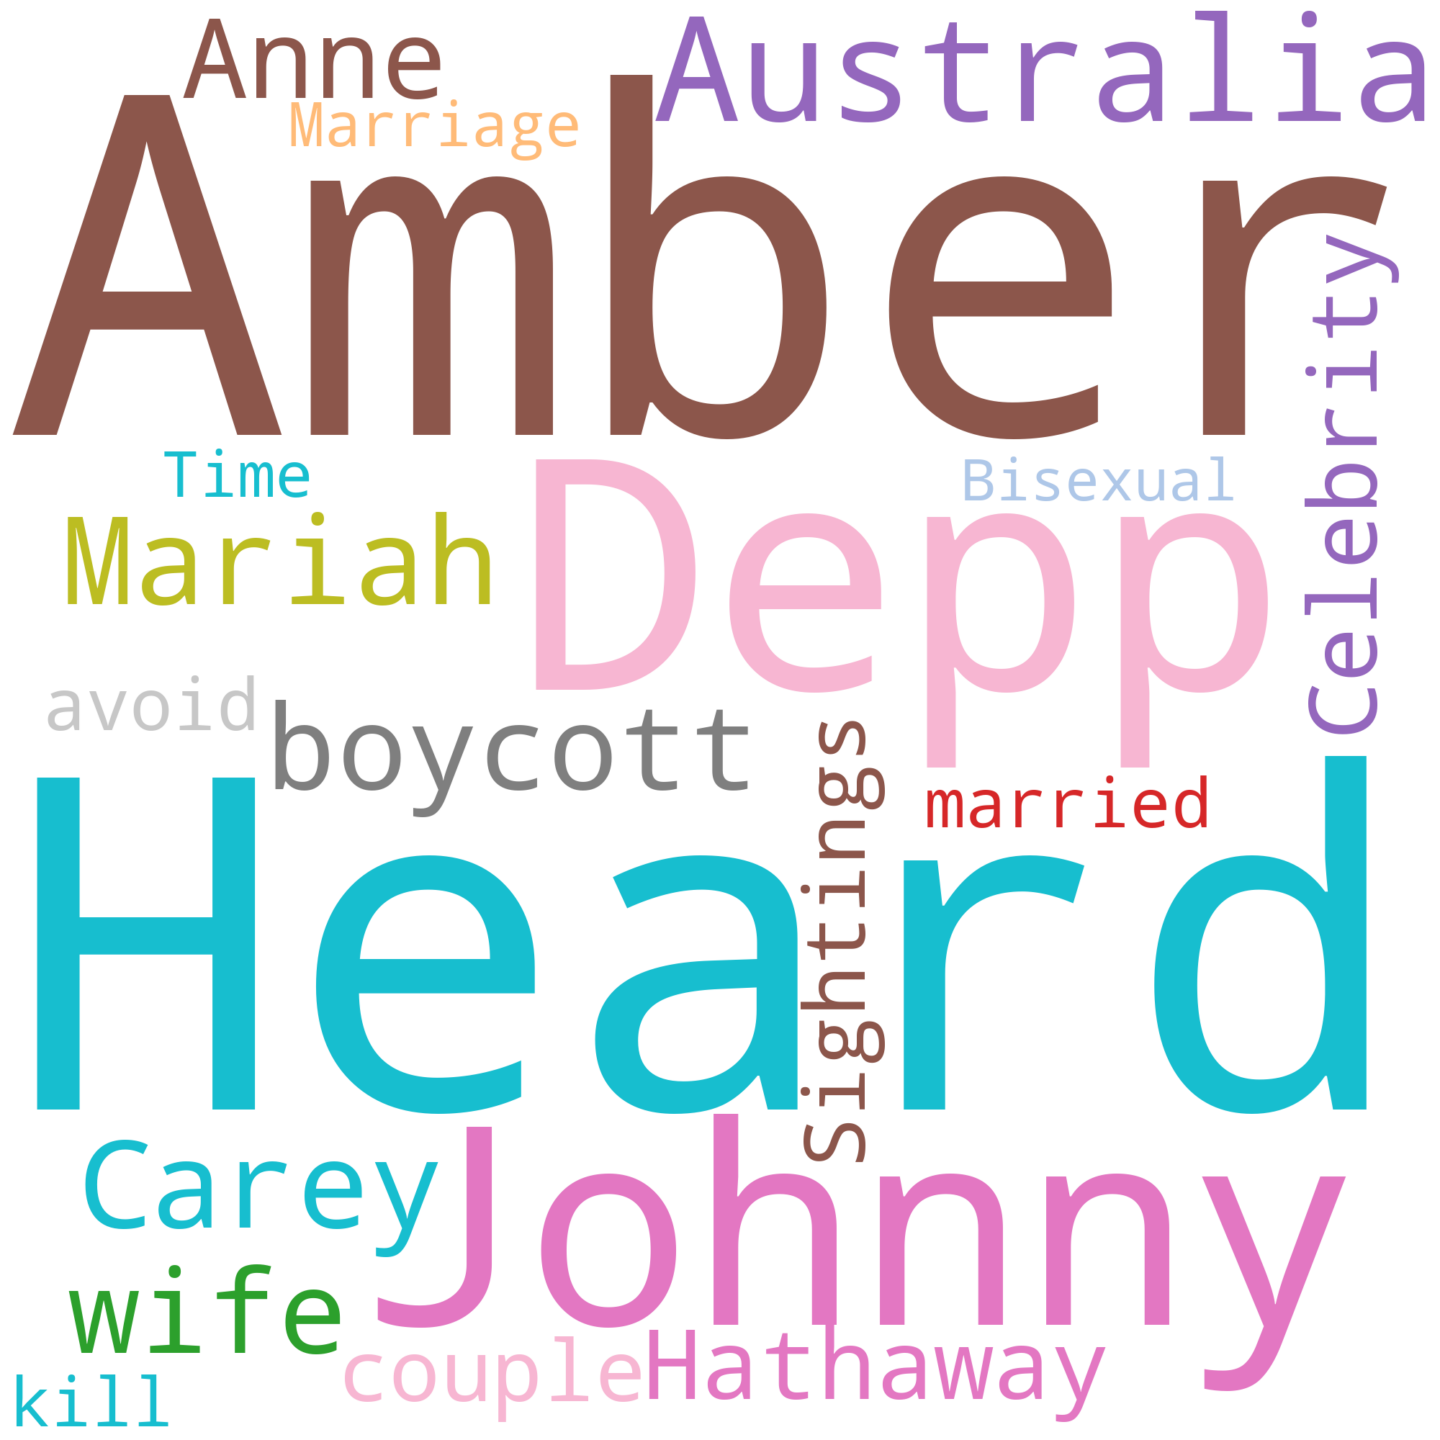 Anne
Australia
Marriage
Amber
Celebrity
Time
Bisexual
Depp
Mariah
avoid
boycott
Sightings
married
Heard
Carey
Johnny
wife
couple
Hathaway
kill